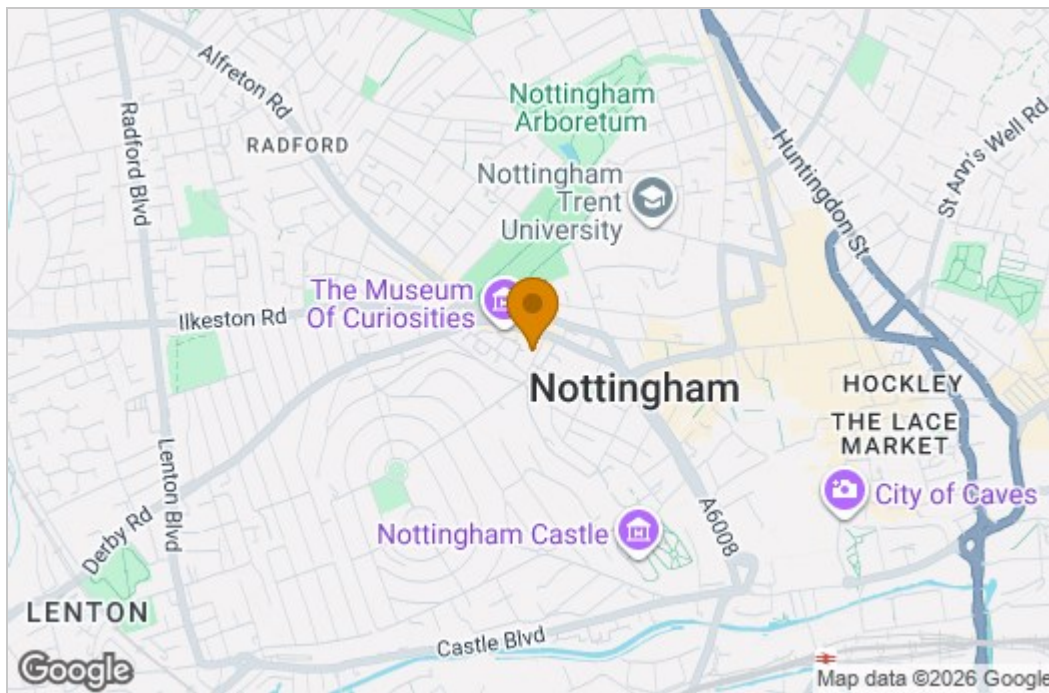 Alfreton Rd
Radford Blvd
RADFORD
Nottingham
Arboretum
Huntingdon St
St Ann's Well Rd
Nottingham
Trent
University
The Museum
Of Curiosities
Ilkeston Rd
Nottingham
HOCKLEY
THE LACE
MARKET
City of Caves
Lenton Blvd
Derby Rd
Nottingham Castle
A6008
LENTON
Castle Blvd
Google
Map data ©2026 Google